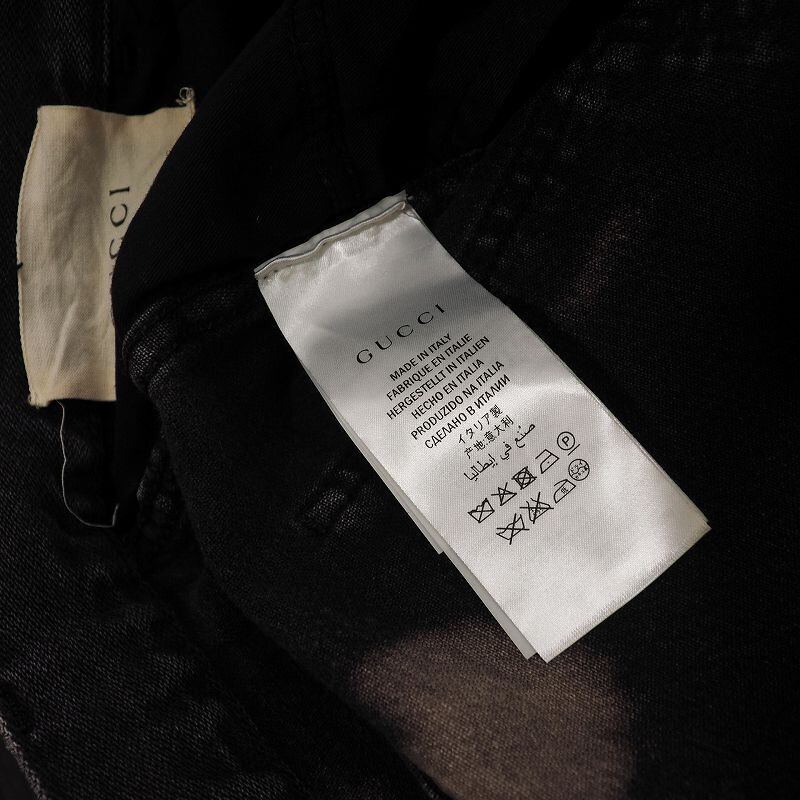 GUCCI
GUCCI
MADE IN ITALY
FABRIQUE EN ITALIE
HERGESTELLT IN ITALIEN
HECHO EN ITALIA
PRODUZIDO NA ITALIA
СДЕЛАНО В ИТАЛИИ
イタリア製
产地:意大利
صنع في إيطاليا
P